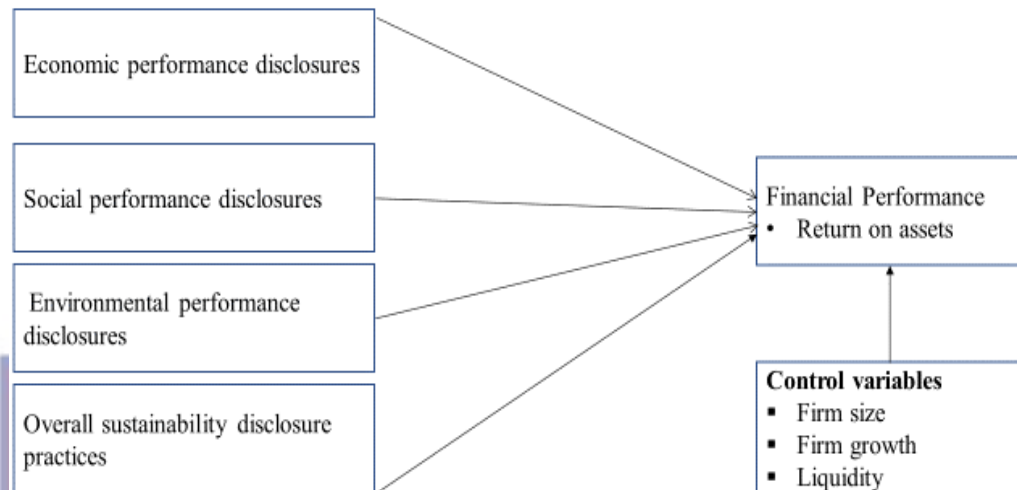 Economic performance disclosures
Social performance disclosures
Environmental performance
disclosures
Overall sustainability disclosure
practices
Financial Performance
• Return on assets
Control variables
▪ Firm size
▪ Firm growth
▪ Liquidity